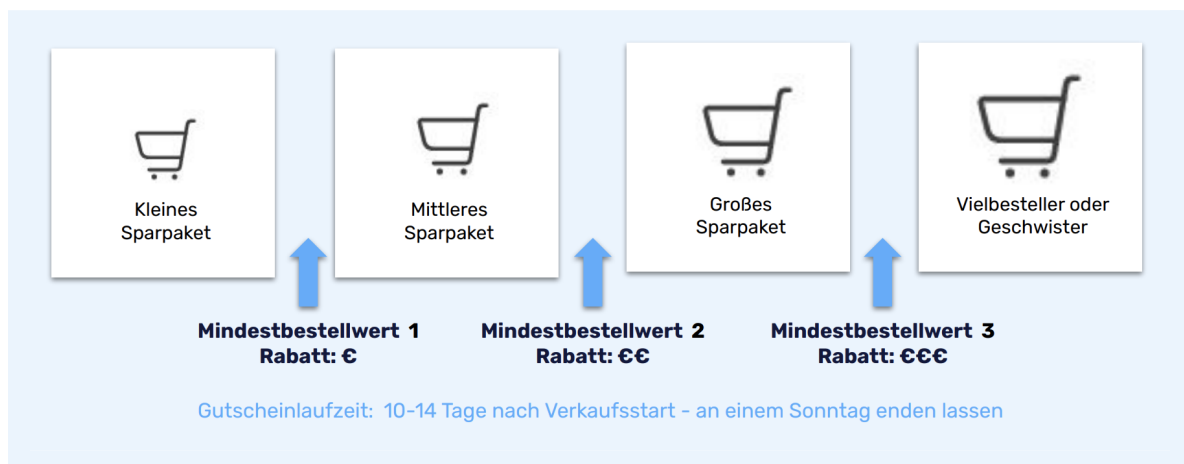 Kleines
Sparpaket
Mittleres
Sparpaket
Großes
Sparpaket
Vielbesteller oder
Geschwister
Mindestbestellwert 1
Rabatt: €
Mindestbestellwert 2
Rabatt: €€
Mindestbestellwert 3
Rabatt: €€€
Gutscheinlaufzeit: 10-14 Tage nach Verkaufsstart - an einem Sonntag enden lassen